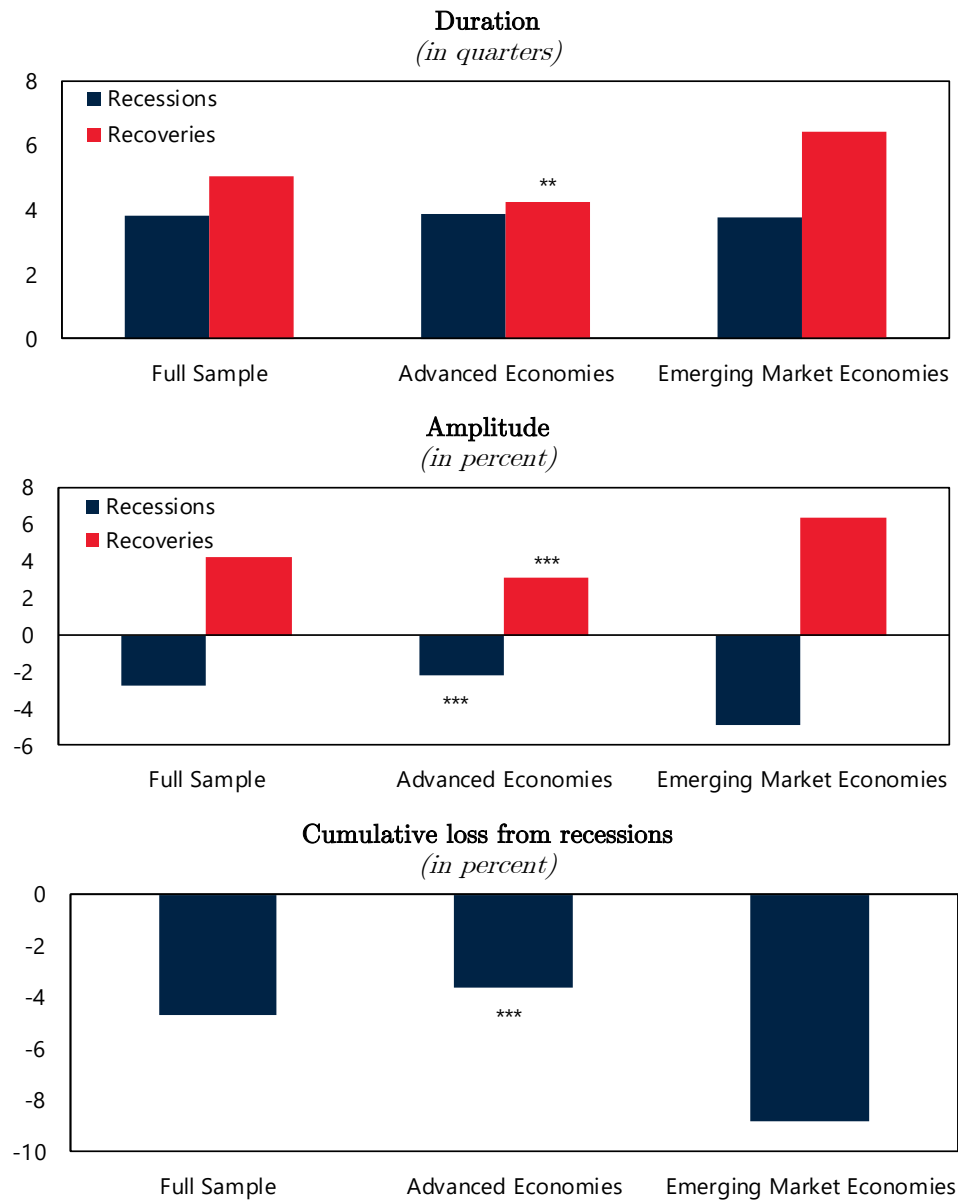 Duration
(in quarters)
8
Recessions
Recoveries
6
**
4
2
0
Full Sample Advanced Economies Emerging Market Economies
Amplitude
(in percent)
8
Recessions
6
Recoveries
4
***
2
0
-2
***
-4
-6
Full Sample Advanced Economies Emerging Market Economies
Cumulative loss from recessions
(in percent)
0
-2
-4
***
-6
-8
-10
Full Sample Advanced Economies Emerging Market Economies